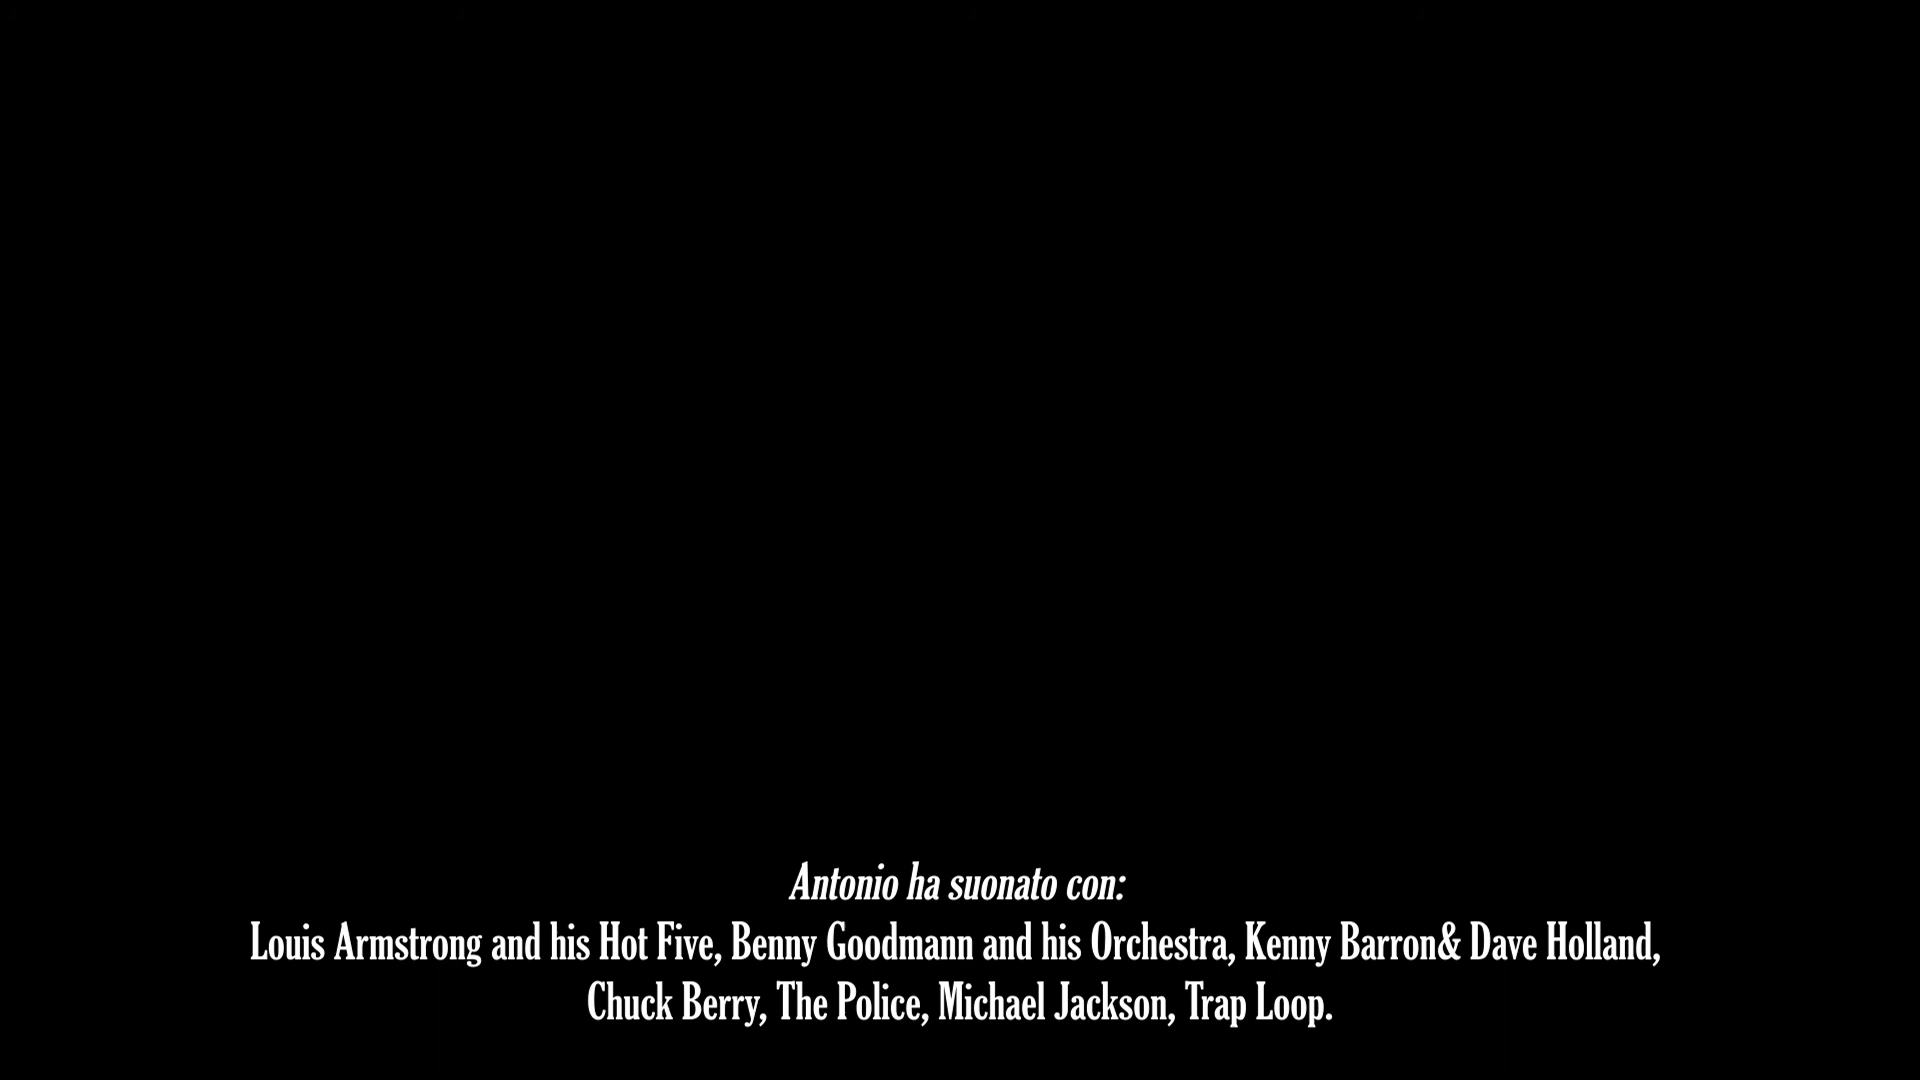 Antonio ha suonato con:
Louis Armstrong and his Hot Five, Benny Goodmann and his Orchestra, Kenny Barron& Dave Holland,
Chuck Berry, The Police, Michael Jackson, Trap Loop.